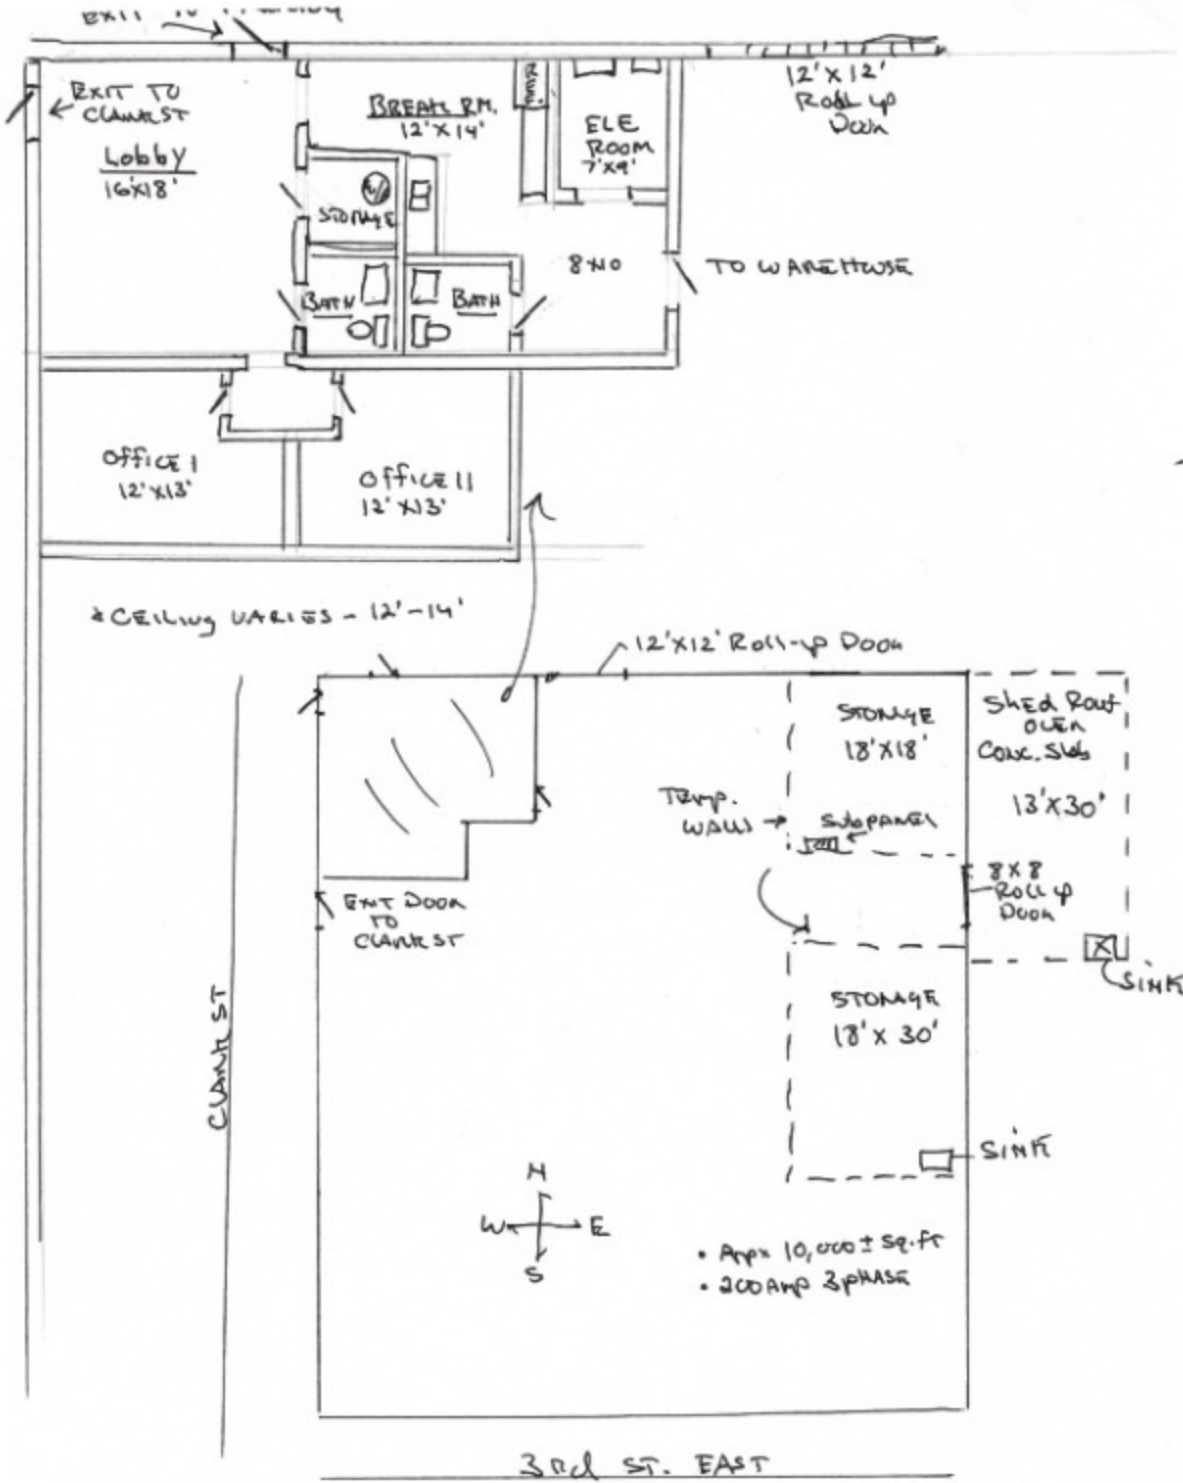 EXIT TO
EXIT TO
CLARK ST
LOBBY
16'X18'
BREAK RM.
12'X14'
ELE
ROOM
7'X9'
12'X12'
Roll up
Door
STORAGE
BATH
BATH
8X10
TO WAREHOUSE
OFFICE I
12'X13'
OFFICE II
12'X13'
*CEILING VARIES - 12'-14'
12'X12' Roll-up Door
STORAGE
18'X18'
SHED ROOF
OVER
CONC. Slab
13'X30'
TEMP.
WALLS
SUBPANEL
8X8
ROLL up
DOOR
EXIT DOOR
TO
CLARK ST
SINK
STORAGE
18' X 30'
CLARK ST
SINK
N
W E
S
• Appx 10,000 ± SQ.FT
• 200 Amp 3 PHASE
3Rd ST. EAST